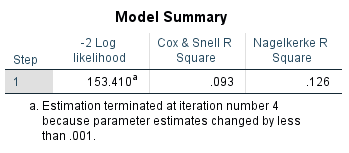 Model Summary
Step -2 Log likelihood Cox & Snell R Square Nagelkerke R Square
1 153.410a .093 .126
a. Estimation terminated at iteration number 4
because parameter estimates changed by less
than .001.